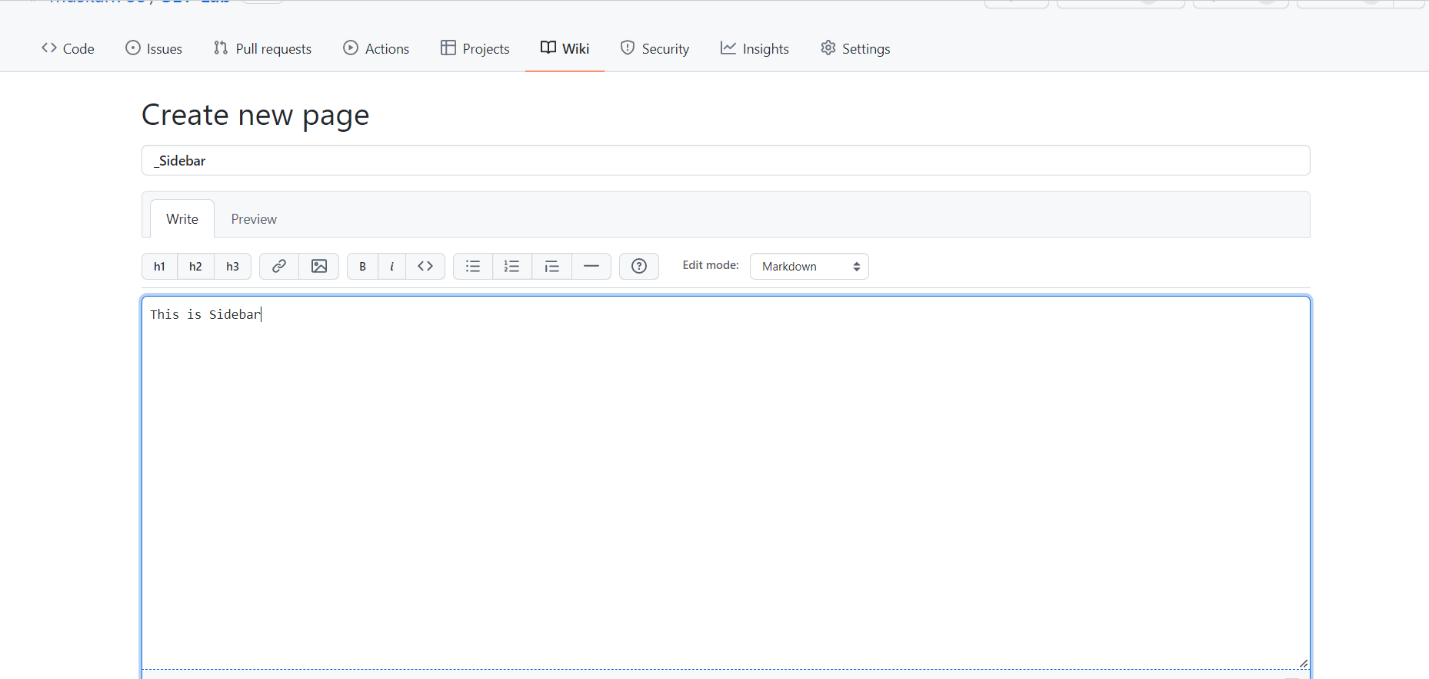 Code Issues Pull requests Actions Projects Wiki Security Insights Settings
Create new page
_Sidebar
Write Preview
h1 h2 h3 B i Edit mode: Markdown
This is Sidebar